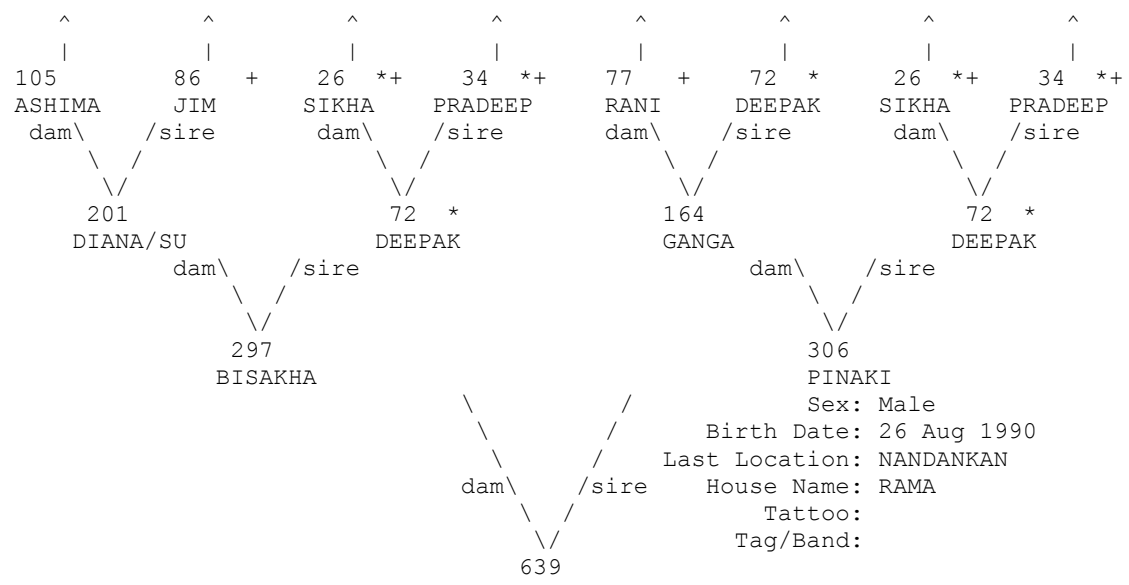 ^         ^         ^         ^         ^         ^         ^         ^
   |         |         |         |         |         |         |         |
105        86   +    26  *+   34  *+    77   +    72  *     26  *+    34  *+
ASHIMA     JIM      SIKHA    PRADEEP    RANI     DEEPAK    SIKHA    PRADEEP
 dam\    /sire       dam\    /sire       dam\    /sire       dam\    /sire
     \  /                \  /                \  /                \  /
      \/                  \/                  \/                  \/
     201                 72  *              164                 72  *
    DIANA/SU             DEEPAK             GANGA               DEEPAK
           dam\    /sire                           dam\    /sire
               \  /                                    \  /
                \/                                      \/
               297                                     306
              BISAKHA                                  PINAKI
                               \          /            Sex: Male
                                \        /      Birth Date: 26 Aug 1990
                                 \      /    Last Location: NANDANKAN
                               dam\    /sire    House Name: RAMA
                                   \  /             Tattoo:
                                    \/            Tag/Band:
                                   639